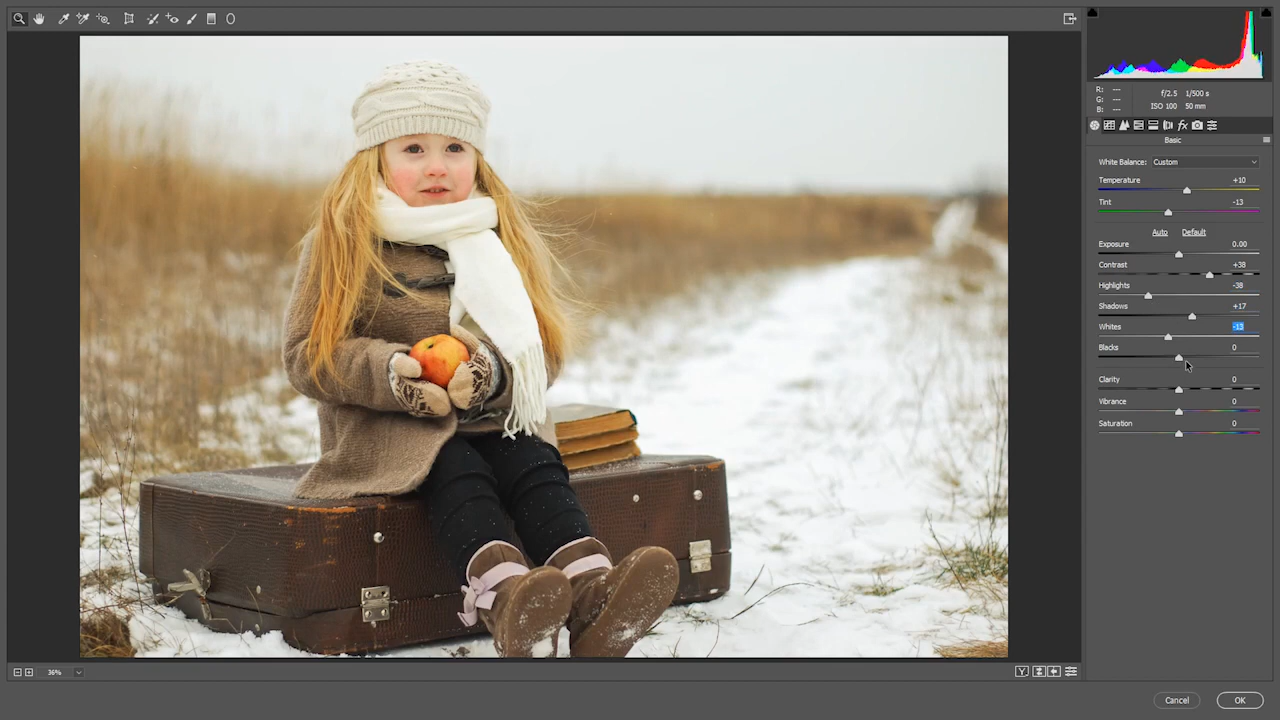 R: ---
G: ---
B: ---
f/2.5 1/500 s
ISO 100 50 mm
fx
Basic
White Balance: Custom
Temperature +10
Tint -13
Auto Default
Exposure 0.00
Contrast +38
Highlights -38
Shadows +17
Whites -13
Blacks 0
Clarity 0
Vibrance 0
Saturation 0
36%
Y
Cancel OK